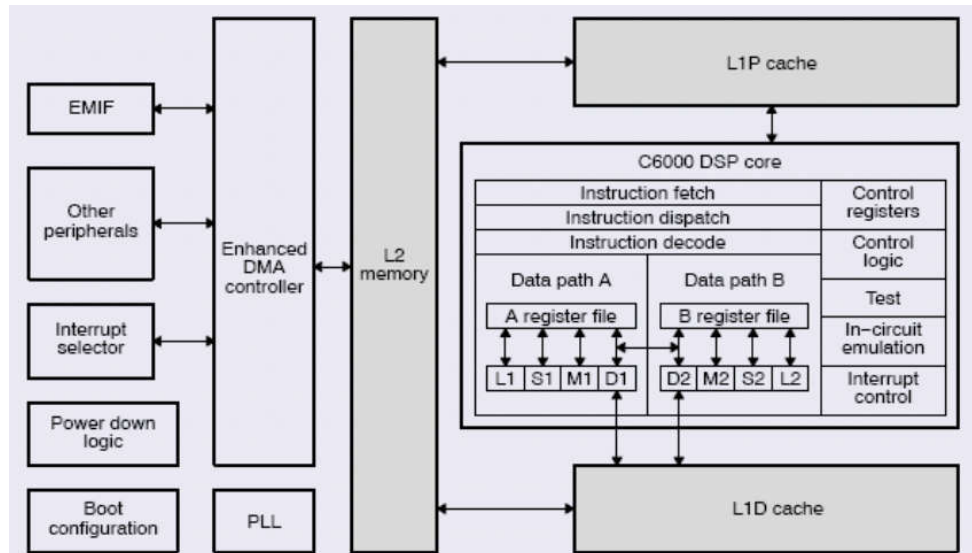 EMIF
Other
peripherals
Interrupt
selector
Power down
logic
Boot
configuration
Enhanced
DMA
controller
PLL
L2
memory
L1P cache
C6000 DSP core
Instruction fetch
Instruction dispatch
Instruction decode
Data path A
A register file
L1 S1 M1 D1
Data path B
B register file
D2 M2 S2 L2
Control
registers
Control
logic
Test
In-circuit
emulation
Interrupt
control
L1D cache